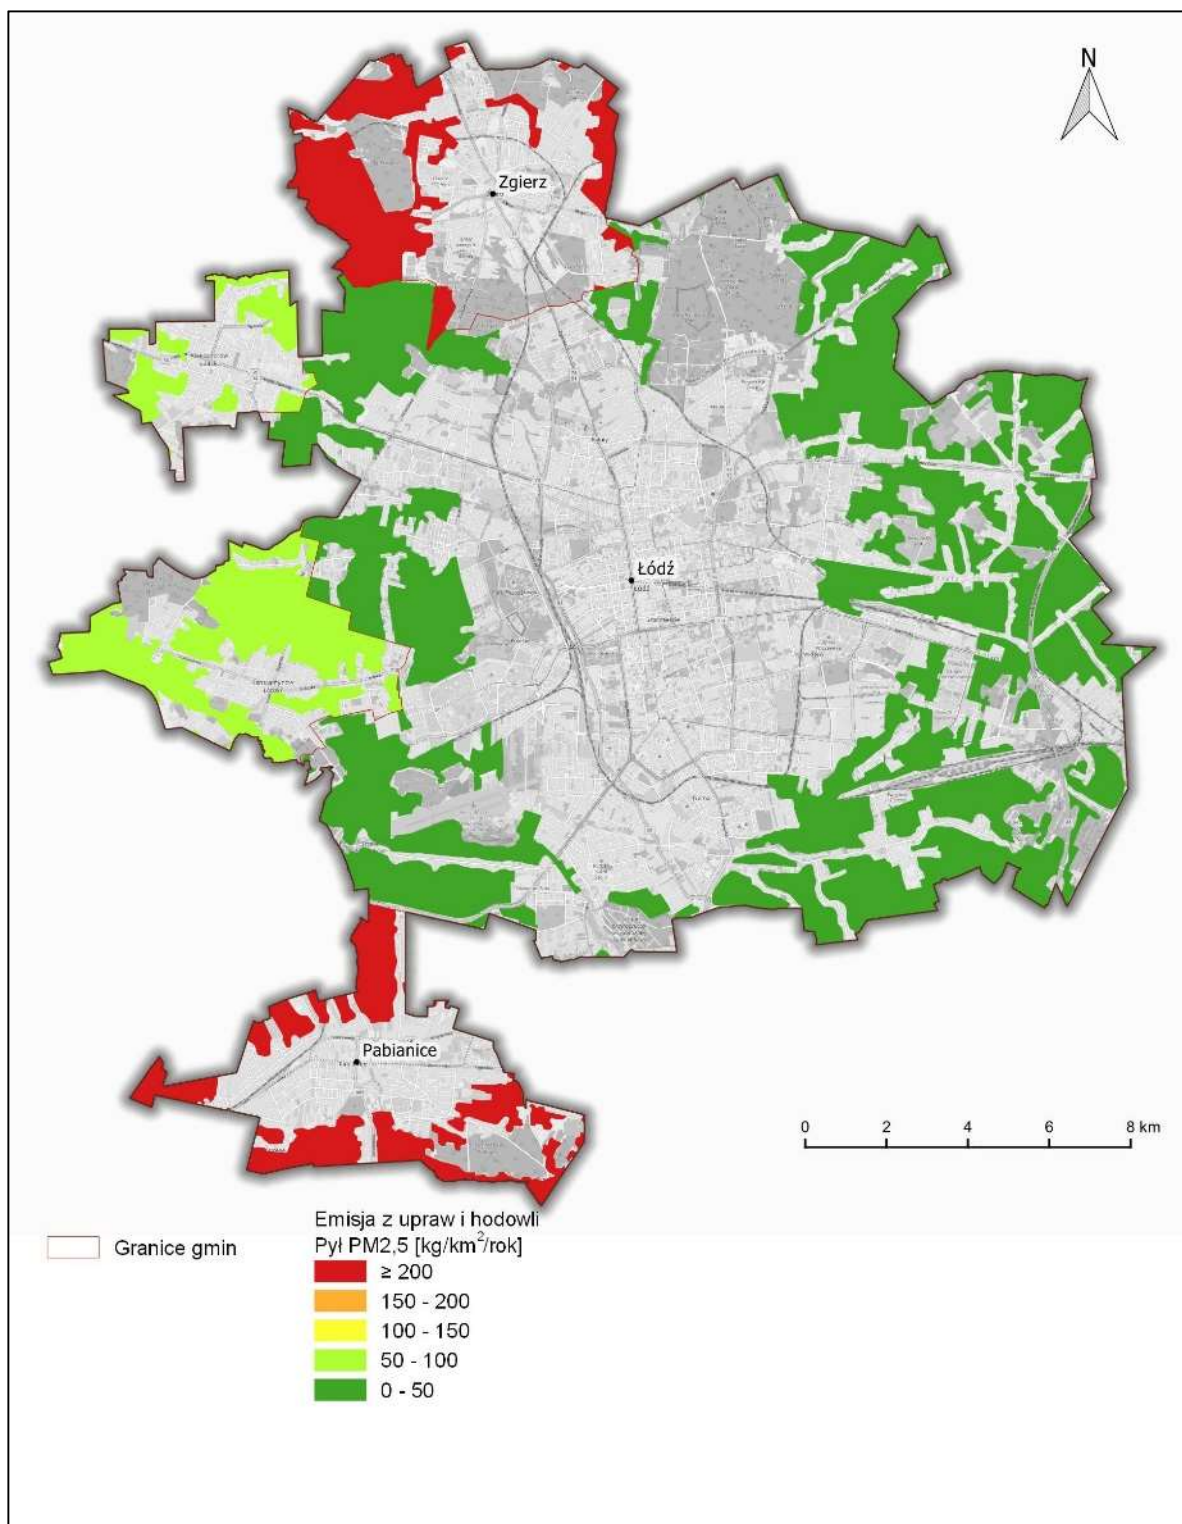 N
Zgierz
Łódź
Pabianice
0 2 4 6 8 km
Granice gmin
Emisja z upraw i hodowli
Pył PM2,5 [kg/km²/rok]
≥ 200
150 - 200
100 - 150
50 - 100
0 - 50